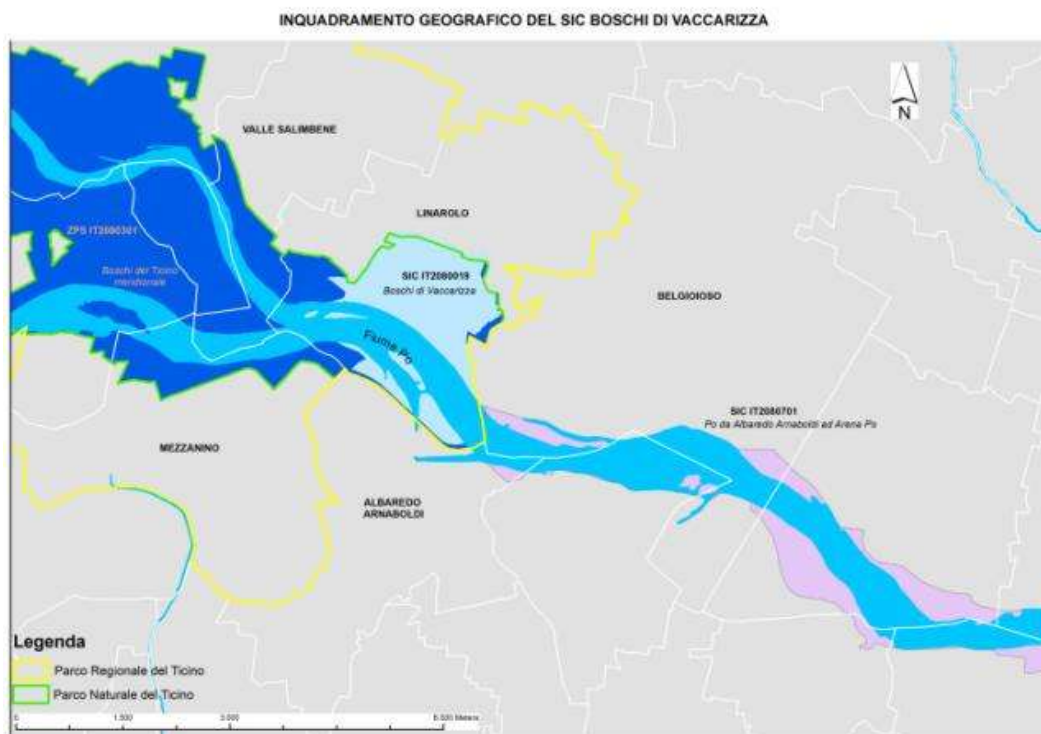 INQUADRAMENTO GEOGRAFICO DEL SIC BOSCHI DI VACCARIZZA
N
VALLE SALIMBENE
LINAROLO
ZPS IT2080301
Boschi del Ticino
meridionale
SIC IT2080019
Boschi di Vaccarizza
BELGIOIOSO
Fiume Po
SIC IT2080701
Po da Albaredo Arnaboldi ad Arena Po
MEZZANINO
ALBAREDO
ARNABOLDI
Legenda
Parco Regionale del Ticino
Parco Naturale del Ticino
0 1.500 3.000 6.000 Meters